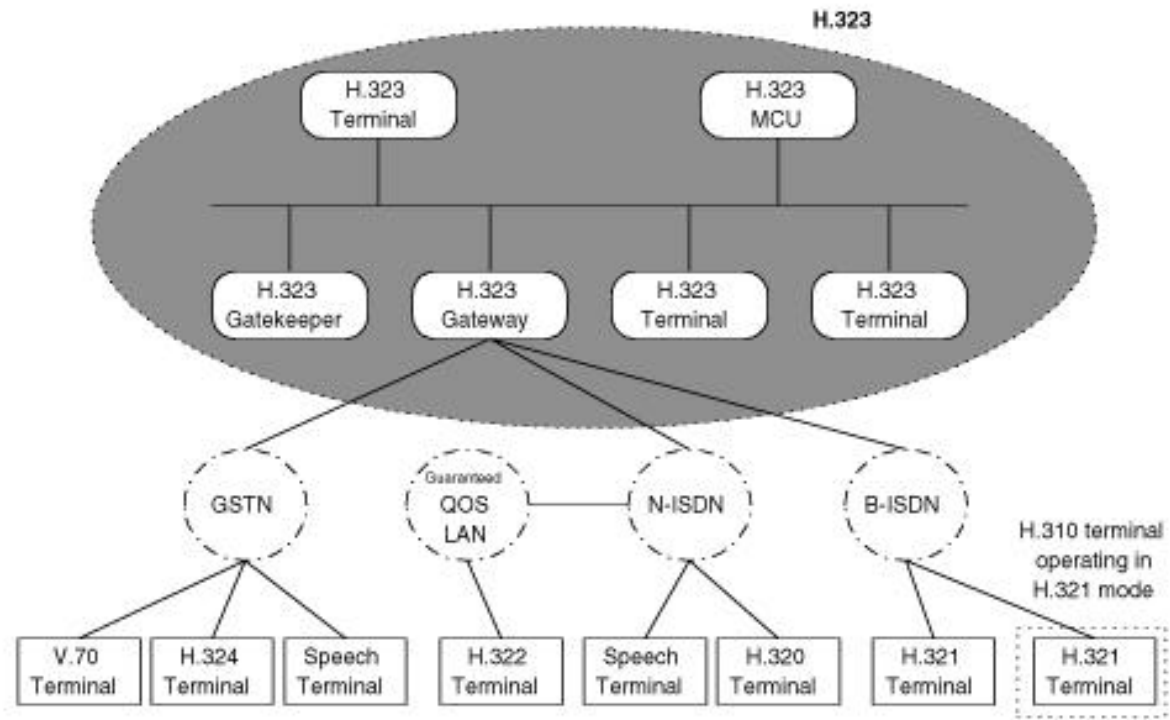 H.323
H.323
Terminal
H.323
MCU
H.323
Gatekeeper
H.323
Gateway
H.323
Terminal
H.323
Terminal
GSTN
Guaranteed
QOS
LAN
N-ISDN
B-ISDN
H.310 terminal
operating in
H.321 mode
V.70
Terminal
H.324
Terminal
Speech
Terminal
H.322
Terminal
Speech
Terminal
H.320
Terminal
H.321
Terminal
H.321
Terminal